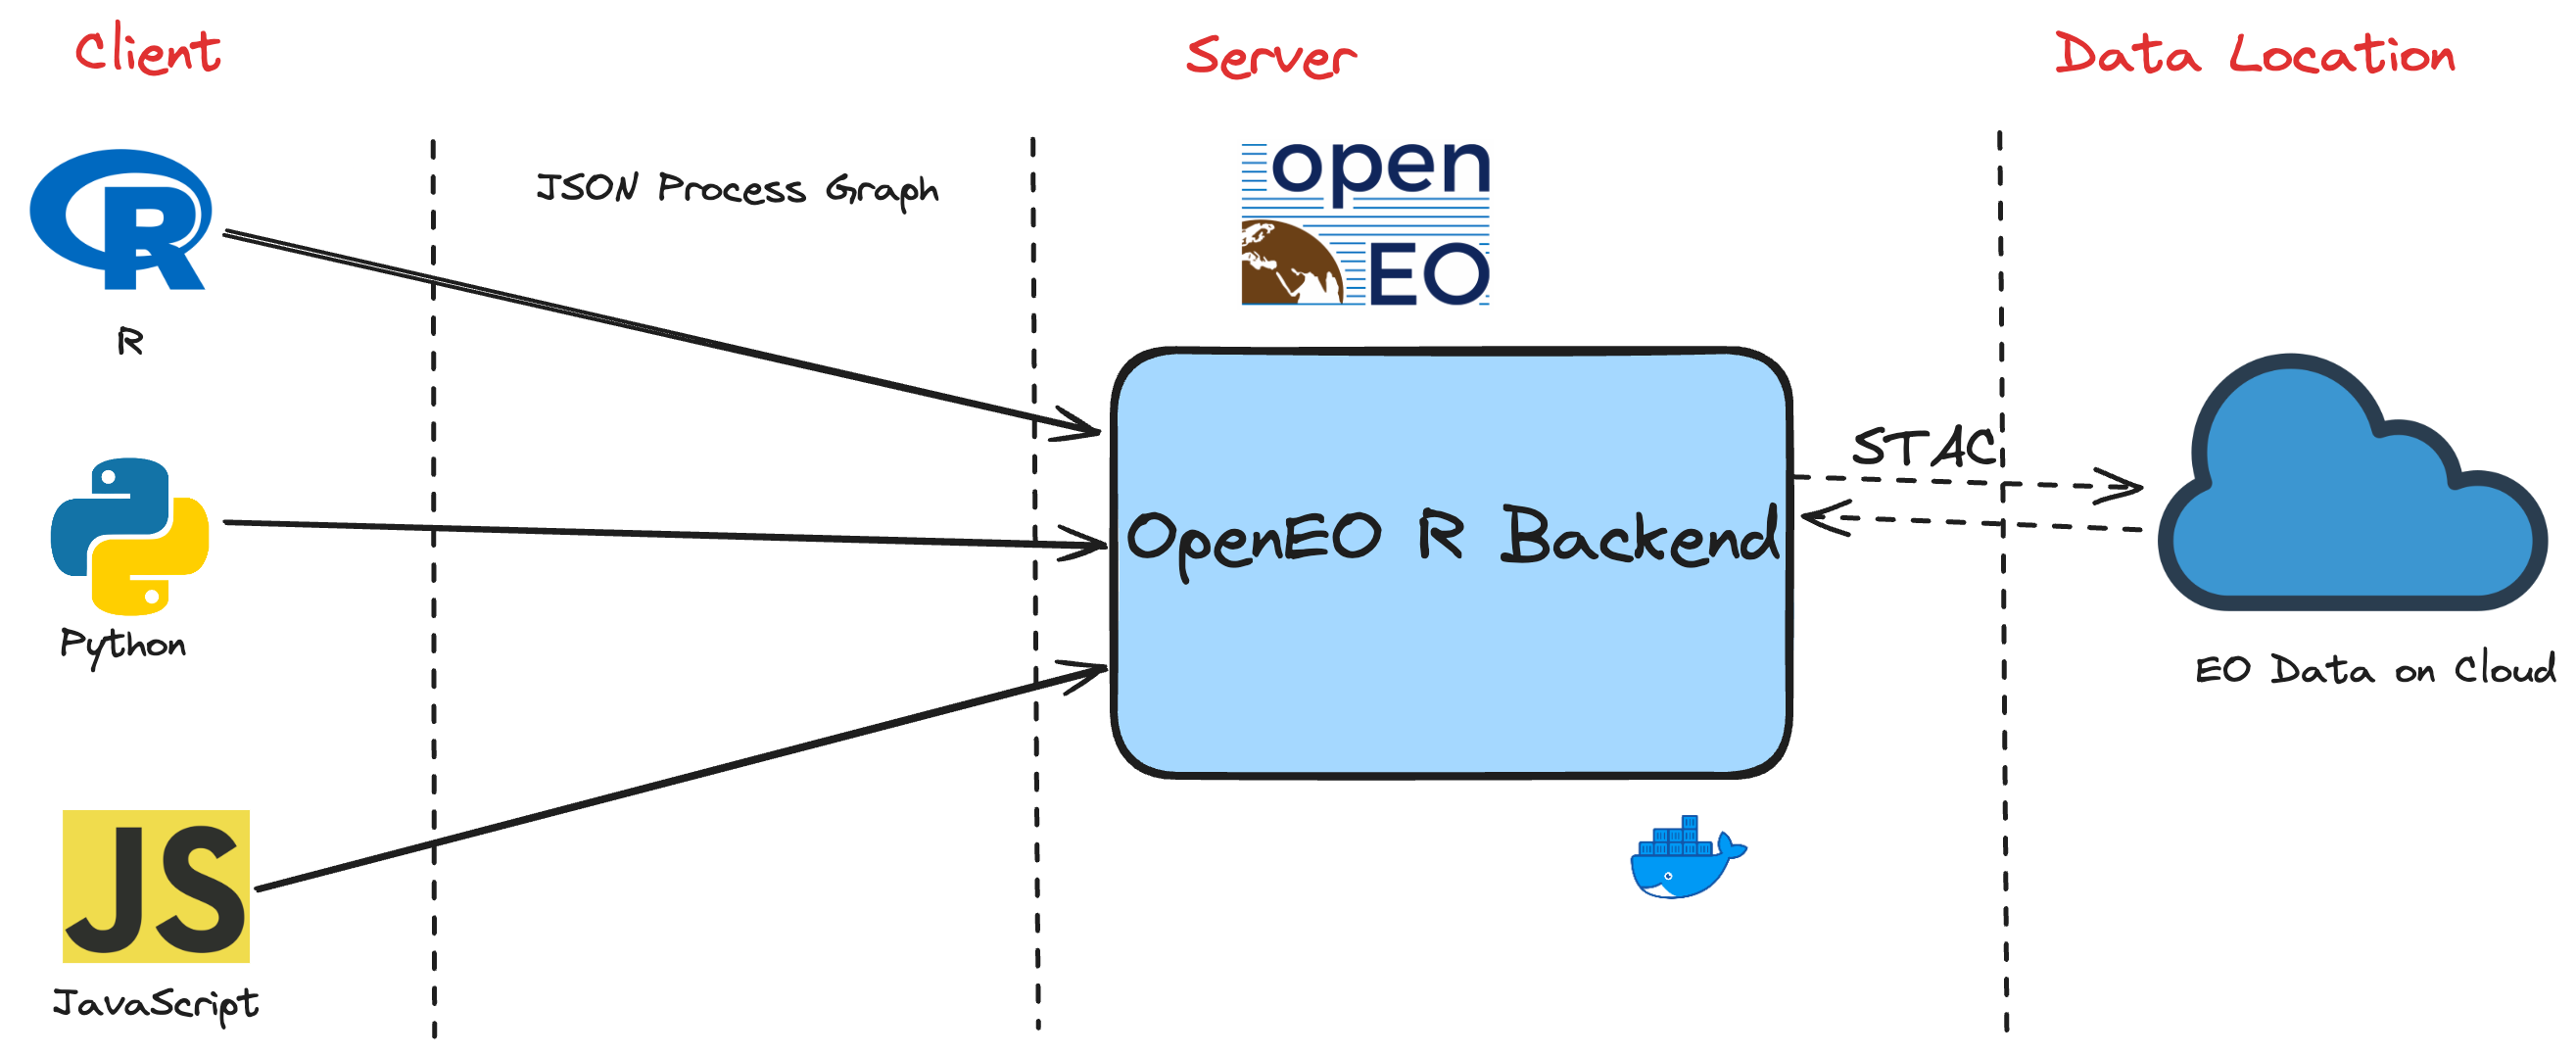 Client
Server
Data Location
JSON Process Graph
open
EO
R
R
Python
JS
JavaScript
OpenEO R Backend
STAC
EO Data on Cloud